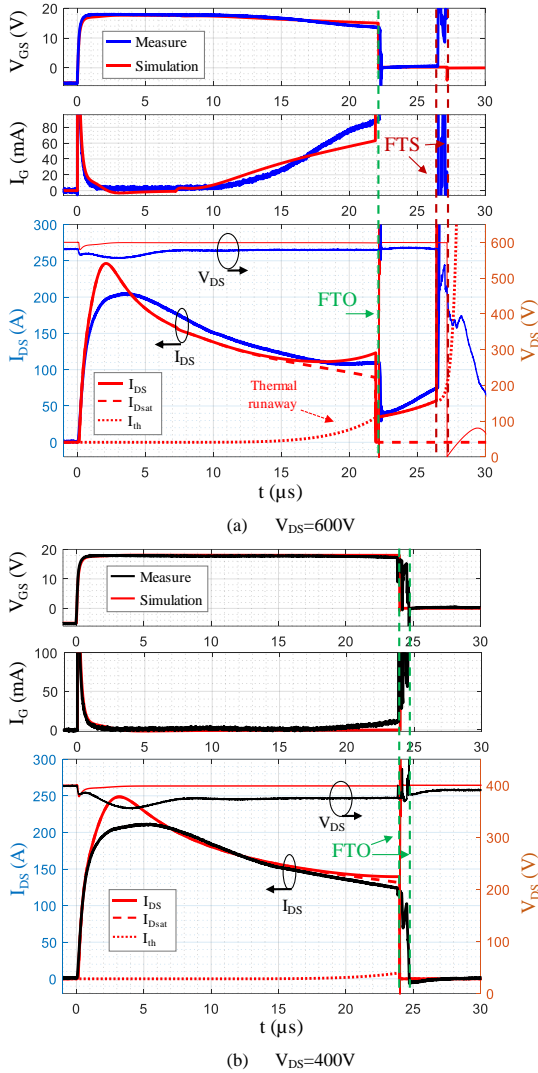 20
10
0
V_GS (V)
Measure
Simulation
0 5 10 15 20 25 30
80
60
40
20
0
I_G (mA)
FTS
0 5 10 15 20 25 30
300
250
200
150
100
50
0
I_DS (A)
V_DS
I_DS
FTO
I_DS
I_Dsat
I_th
Thermal
runaway
600
500
400
300
200
100
0
V_DS (V)
0 5 10 15 20 25 30
t (μs)
(a) V_DS=600V
20
10
0
V_GS (V)
Measure
Simulation
0 5 10 15 20 25 30
100
50
0
I_G (mA)
0 5 10 15 20 25 30
300
250
200
150
100
50
0
I_DS (A)
V_DS
FTO
I_DS
I_DS
I_Dsat
I_th
400
300
200
100
0
V_DS (V)
0 5 10 15 20 25 30
t (μs)
(b) V_DS=400V